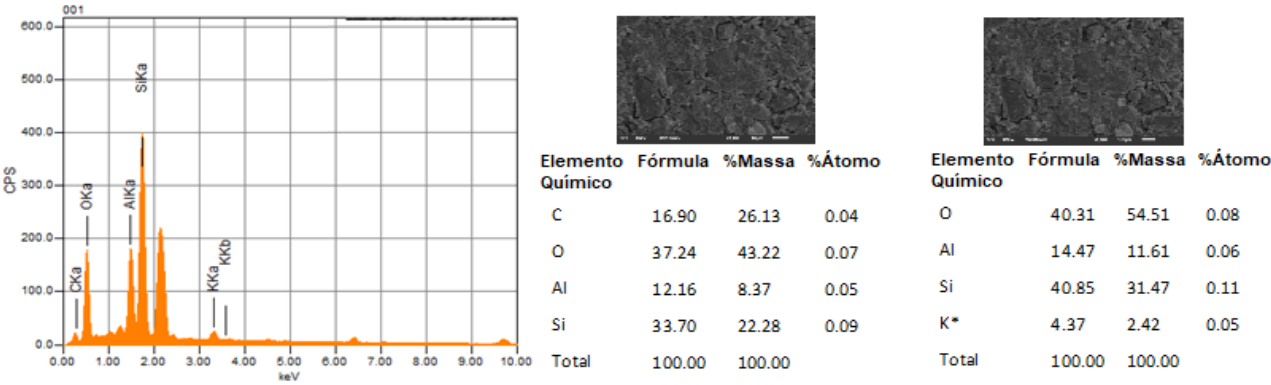 001
600.0
500.0
400.0
300.0
200.0
100.0
0.0
CPS
CKa
OKa
AlKa
SiKa
KKa
KKb
0.00 1.00 2.00 3.00 4.00 5.00 6.00 7.00 8.00 9.00 10.00
keV
Elemento Fórmula %Massa %Átomo
Químico
C 16.90 26.13 0.04
O 37.24 43.22 0.07
Al 12.16 8.37 0.05
Si 33.70 22.28 0.09
Total 100.00 100.00
Elemento Fórmula %Massa %Átomo
Químico
O 40.31 54.51 0.08
Al 14.47 11.61 0.06
Si 40.85 31.47 0.11
K* 4.37 2.42 0.05
Total 100.00 100.00